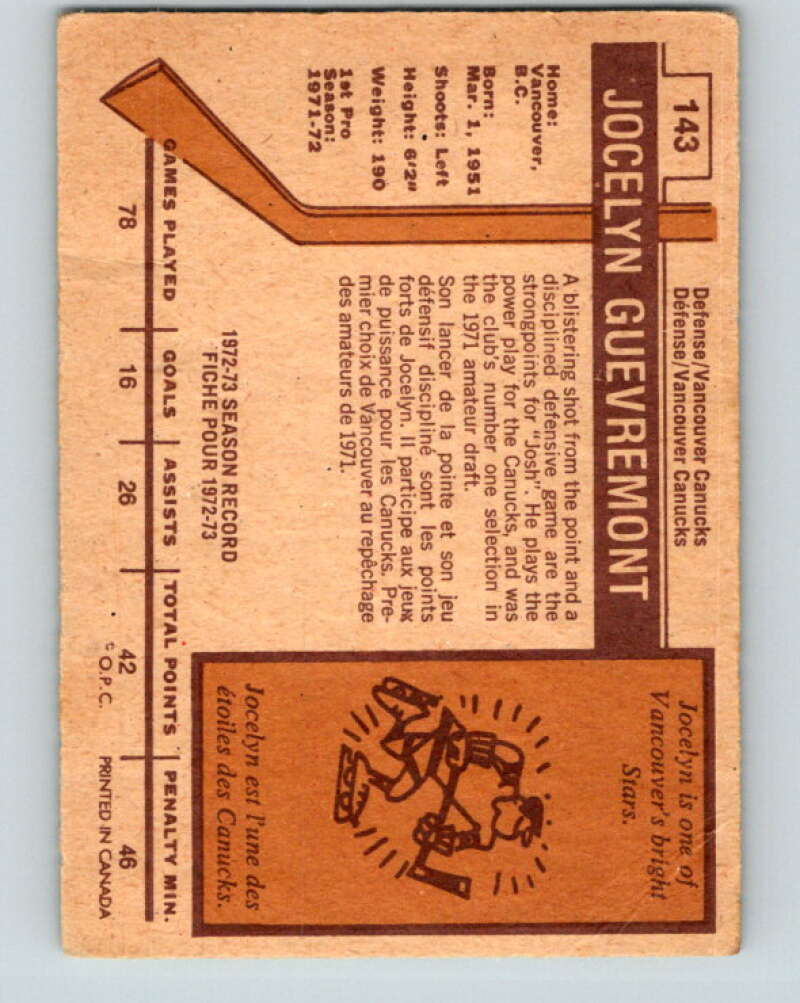 143
Defense/Vancouver Canucks
Défense/Vancouver Canucks
JOCELYN GUEVREMONT
Home:
Vancouver,
B.C.
Born:
Mar. 1, 1951
Shoots: Left
Height: 6'2"
Weight: 190
1st Pro
Season:
1971-72
A blistering shot from the point and a
disciplined defensive game are the
strongpoints for "Josh". He plays the
power play for the Canucks, and was
the club's number one selection in
the 1971 amateur draft.
Son lancer de la pointe et son jeu
défensif discipliné sont les points
forts de Jocelyn. Il participe aux jeux
de puissance pour les Canucks. Pre-
mier choix de Vancouver au repêchage
des amateurs de 1971.
Jocelyn is one of
Vancouver's bright
Stars.
Jocelyn est l'une des
étoiles des Canucks.
1972-73 SEASON RECORD
FICHE POUR 1972-73
GAMES PLAYED GOALS ASSISTS TOTAL POINTS PENALTY MIN.
78 16 26 42 46
© O.P.C. PRINTED IN CANADA